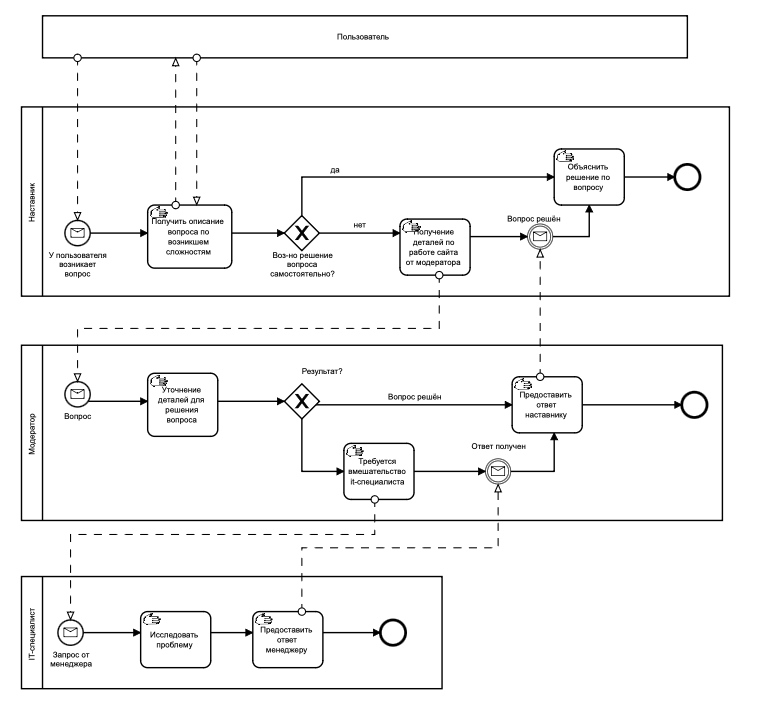 Пользователь
Наставник
да
Объяснить
решение по
вопросу
Получить описание
вопроса по
возникшем
сложностям
нет
Получение
деталей по
работе сайта
от модератора
Вопрос решён
У пользователя
возникает
вопрос
Воз-но решение
вопроса
самостоятельно?
Модератор
Результат?
Вопрос
Уточнение
деталей для
решения
вопроса
Вопрос решён
Предоставить
ответ
наставнику
Требуется
вмешательство
it-специалиста
Ответ получен
IT-специалист
Запрос от
менеджера
Исследовать
проблему
Предоставить
ответ
менеджеру